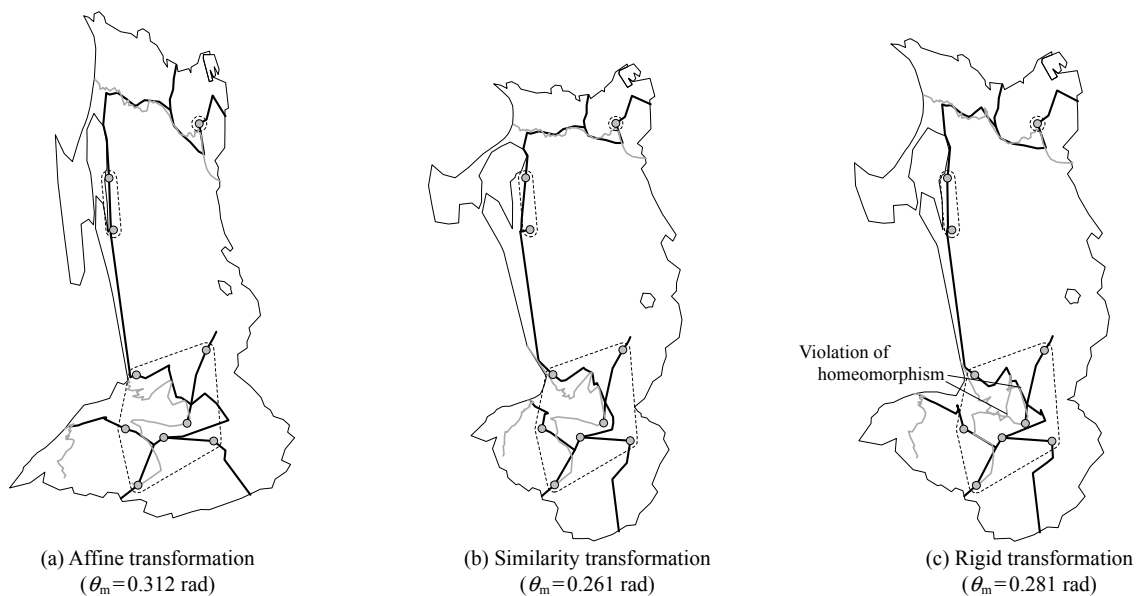 Violation of
homeomorphism
(a) Affine transformation
(θm=0.312 rad)
(b) Similarity transformation
(θm=0.261 rad)
(c) Rigid transformation
(θm=0.281 rad)